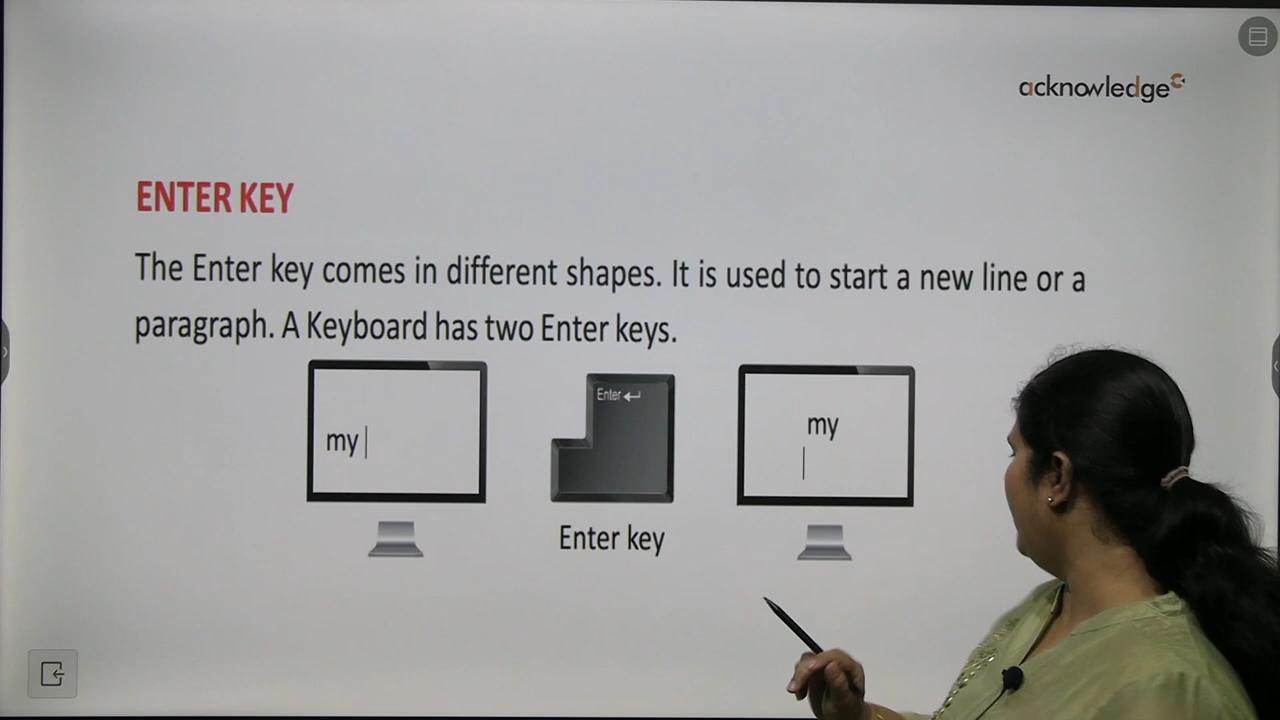 acknowledge
ENTER KEY
The Enter key comes in different shapes. It is used to start a new line or a
paragraph. A Keyboard has two Enter keys.
my
Enter
my
Enter key